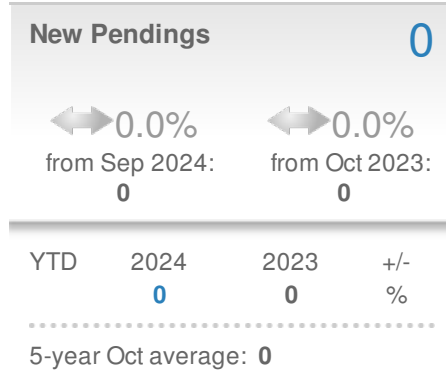 New Pendings 0
0.0% 0.0%
from Sep 2024: from Oct 2023:
0 0
YTD 2024 2023 +/-
0 0 %
5-year Oct average: 0